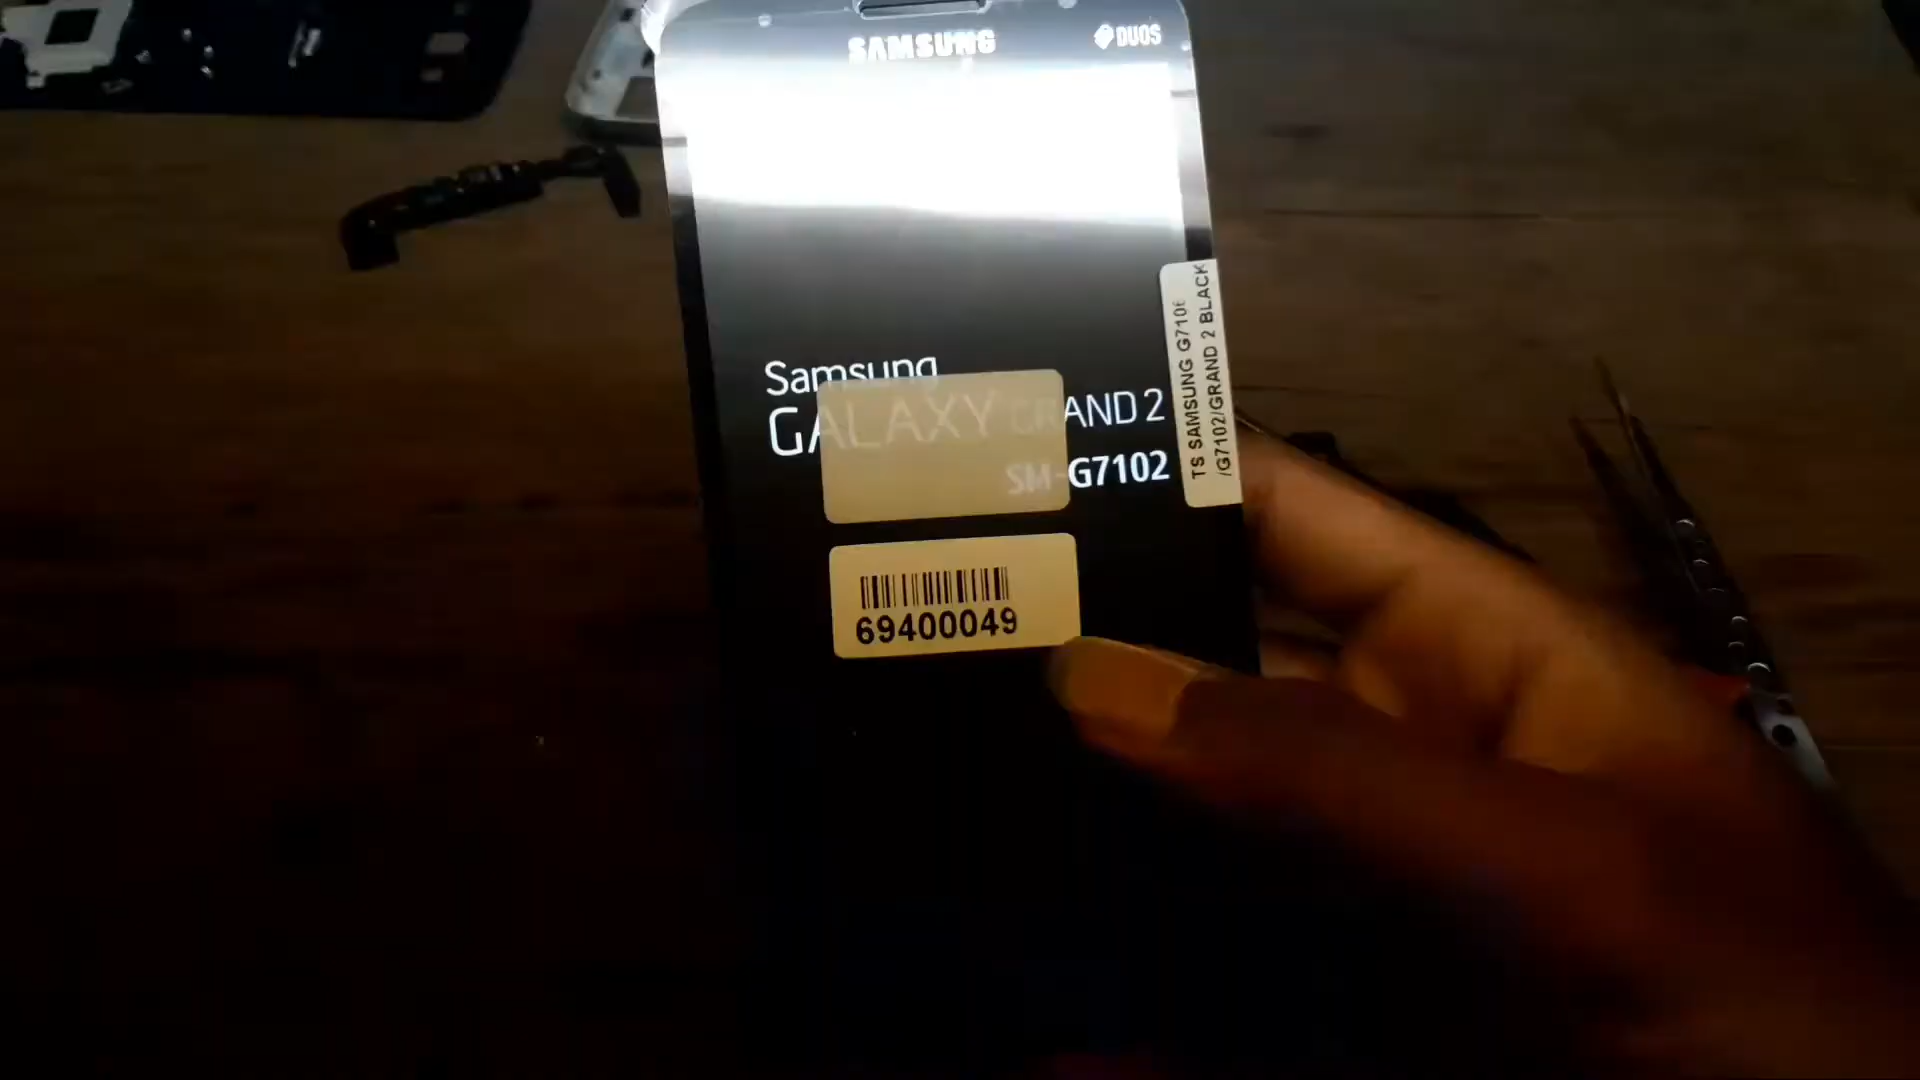 SAMSUNG
DUOS
Samsung
GALAXY GRAND 2
SM-G7102
TS SAMSUNG G7106
/G7102/GRAND 2 BLACK
69400049